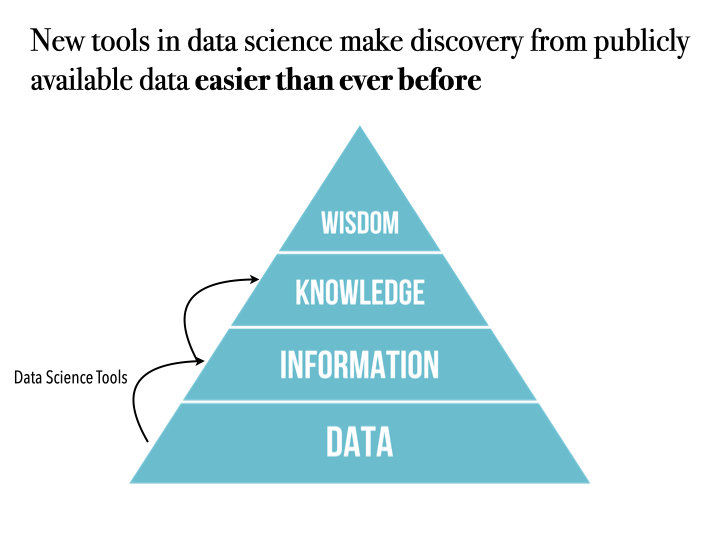 New tools in data science make discovery from publicly
available data easier than ever before
WISDOM
KNOWLEDGE
INFORMATION
Data Science Tools
DATA